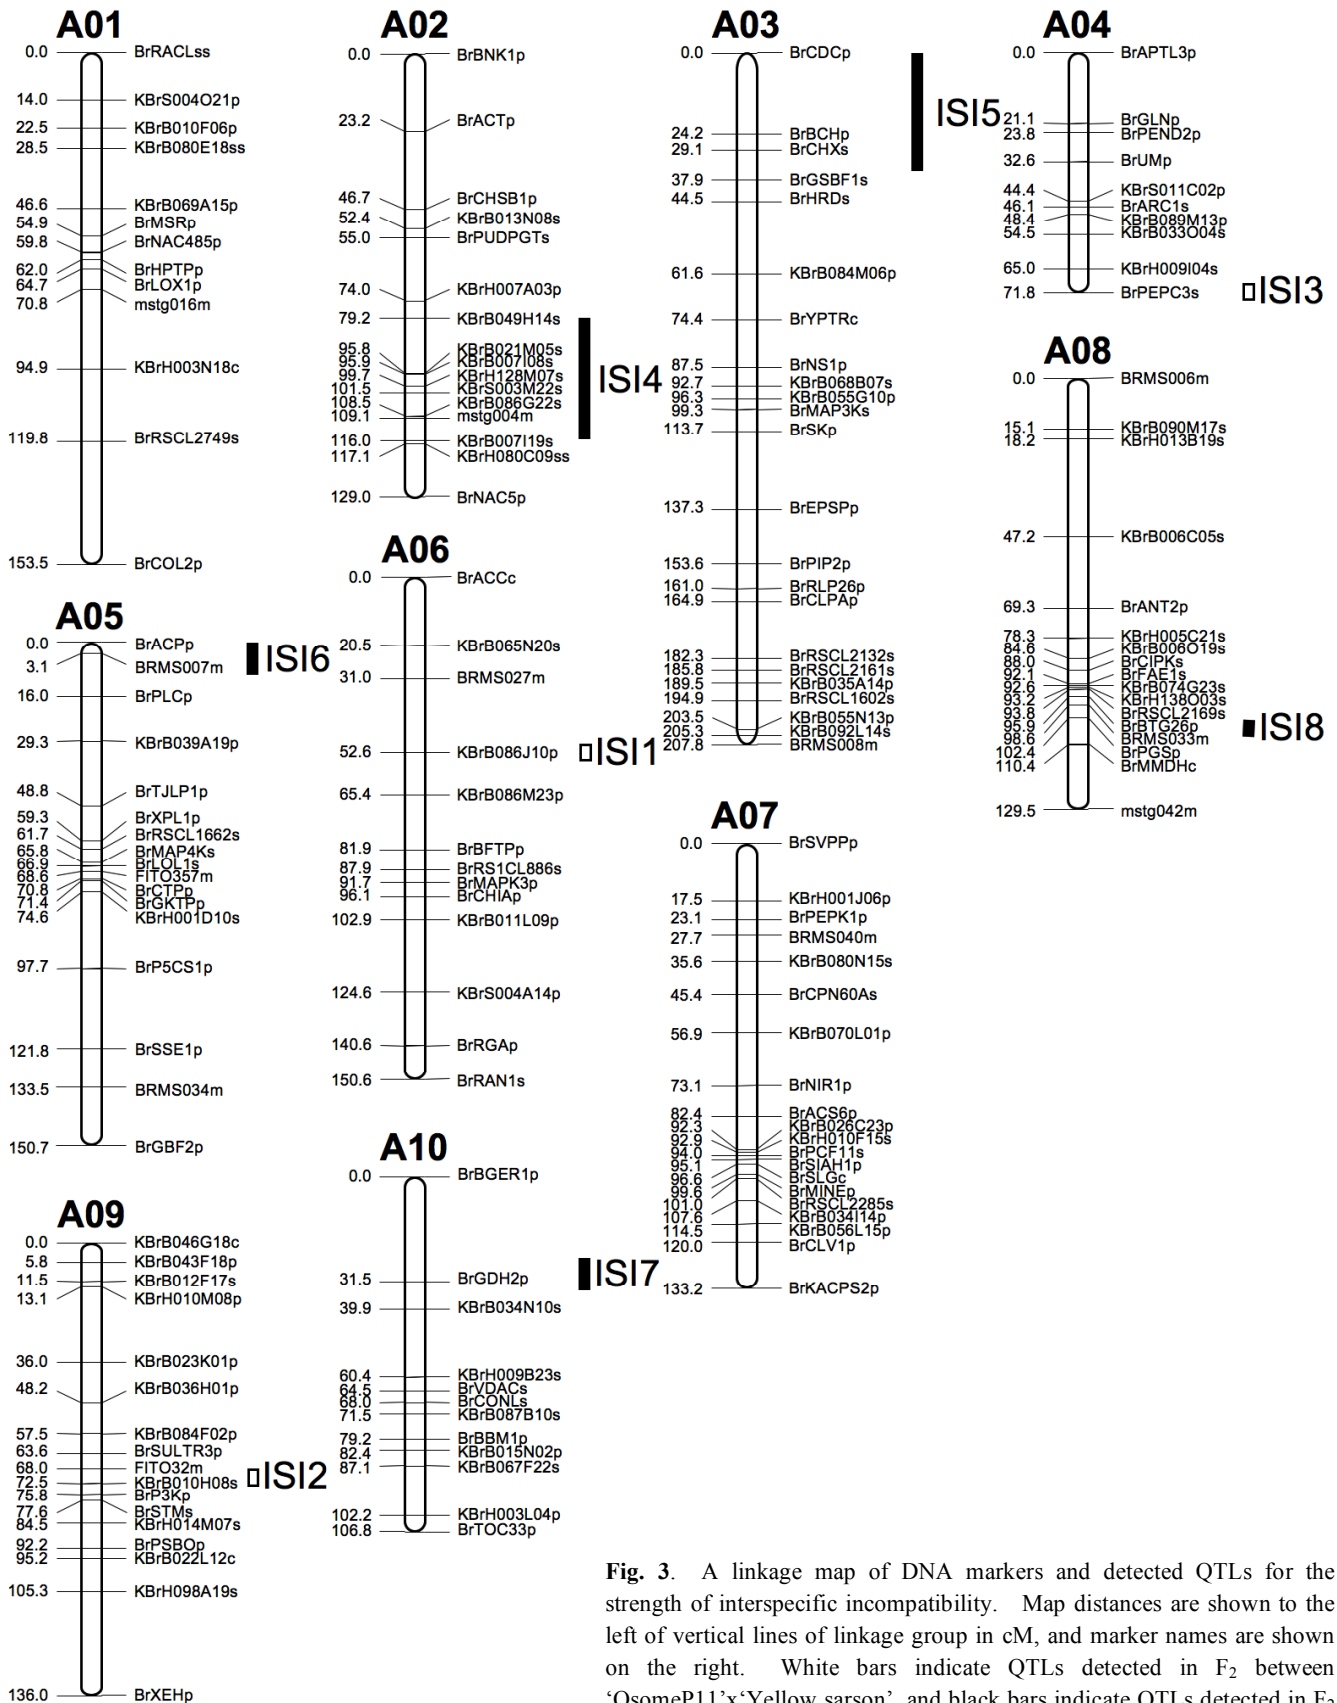 A01
0.0 BrRACLss
14.0 KBrS004O21p
22.5 KBrB010F06p
28.5 KBrB080E18ss
46.6 KBrB069A15p
54.9 BrMSRp
59.8 BrNAC485p
62.0 BrHPTPp
64.7 BrLOX1p
70.8 mstg016m
94.9 KBrH003N18c
119.8 BrRSCL2749s
153.5 BrCOL2p
A02
0.0 BrBNK1p
23.2 BrACTp
46.7 BrCHSB1p
52.4 KBrB013N08s
55.0 BrPUDPGTs
74.0 KBrH007A03p
79.2 KBrB049H14s
95.8 KBrB021M05s
95.9 KBrB007I08s
99.7 KBrH128M07s
101.5 KBrS003M22s
108.5 KBrB086G22s
109.1 mstg004m
116.0 KBrB007I19s
117.1 KBrH080C09ss
129.0 BrNAC5p
ISI4
A03
0.0 BrCDCp
24.2 BrBCHp
29.1 BrCHXs
37.9 BrGSBF1s
44.5 BrHRDs
61.6 KBrB084M06p
74.4 BrYPTRc
87.5 BrNS1p
92.7 KBrB068B07s
96.3 KBrB055G10p
99.3 BrMAP3Ks
113.7 BrSKp
137.3 BrEPSPp
153.6 BrPIP2p
161.0 BrRLP26p
164.9 BrCLPAp
182.3 BrRSCL2132s
185.8 BrRSCL2161s
189.5 KBrB035A14p
194.9 BrRSCL1602s
203.5 KBrB055N13p
205.3 KBrB092L14s
207.8 BRMS008m
ISI5
A04
0.0 BrAPTL3p
21.1 BrGLNp
23.8 BrPEND2p
32.6 BrUMp
44.4 KBrS011C02p
46.1 BrARC1s
48.4 KBrB089M13p
54.5 KBrB033O04s
65.0 KBrH009I04s
71.8 BrPEPC3s
ISI3
A05
0.0 BrACPp
3.1 BRMS007m
16.0 BrPLCp
29.3 KBrB039A19p
48.8 BrTJLP1p
59.3 BrXPL1p
61.7 BrRSCL1662s
65.8 BrMAP4Ks
66.9 BrLOL1s
68.6 FITO357m
70.8 BrCTPp
71.4 BrGKTPp
74.6 KBrH001D10s
97.7 BrP5CS1p
121.8 BrSSE1p
133.5 BRMS034m
150.7 BrGBF2p
ISI6
A06
0.0 BrACCc
20.5 KBrB065N20s
31.0 BRMS027m
52.6 KBrB086J10p
65.4 KBrB086M23p
81.9 BrBFTPp
87.9 BrRS1CL886s
91.7 BrMAPK3p
96.1 BrCHIAp
102.9 KBrB011L09p
124.6 KBrS004A14p
140.6 BrRGAp
150.6 BrRAN1s
ISI1
A08
0.0 BRMS006m
15.1 KBrB090M17s
18.2 KBrH013B19s
47.2 KBrB006C05s
69.3 BrANT2p
78.3 KBrH005C21s
84.6 KBrB006O19s
88.0 BrCIPKs
92.1 BrFAE1s
92.6 KBrB074G23s
93.2 KBrH138O03s
93.8 BrRSCL2169s
95.9 BrBTG26p
98.6 BRMS033m
102.4 BrPGSp
110.4 BrMMDHc
129.5 mstg042m
ISI8
A07
0.0 BrSVPPp
17.5 KBrH001J06p
23.1 BrPEPK1p
27.7 BRMS040m
35.6 KBrB080N15s
45.4 BrCPN60As
56.9 KBrB070L01p
73.1 BrNIR1p
82.4 BrACS6p
92.3 KBrB026C23p
92.9 KBrH010F15s
94.0 BrPCF11s
95.1 BrSIAH1p
96.6 BrSLGc
99.6 BrMINEp
101.0 BrRSCL2285s
107.6 KBrB034I14p
114.5 KBrB056L15p
120.0 BrCLV1p
133.2 BrKACPS2p
A09
0.0 KBrB046G18c
5.8 KBrB043F18p
11.5 KBrB012F17s
13.1 KBrH010M08p
36.0 KBrB023K01p
48.2 KBrB036H01p
57.5 KBrB084F02p
63.6 BrSULTR3p
68.0 FITO32m
72.5 KBrB010H08s
75.8 BrP3Kp
77.6 BrSTMs
84.5 KBrH014M07s
92.2 BrPSBOp
95.2 KBrB022L12c
105.3 KBrH098A19s
136.0 BrXEHp
ISI2
A10
0.0 BrBGER1p
31.5 BrGDH2p
39.9 KBrB034N10s
60.4 KBrH009B23s
64.5 BrVDACs
68.0 BrCONLs
71.5 KBrB087B10s
79.2 BrBBM1p
82.4 KBrB015N02p
87.1 KBrB067F22s
102.2 KBrH003L04p
106.8 BrTOC33p
ISI7
Fig. 3. A linkage map of DNA markers and detected QTLs for the
strength of interspecific incompatibility. Map distances are shown to the
left of vertical lines of linkage group in cM, and marker names are shown
on the right. White bars indicate QTLs detected in F2 between
‘OsomeP11’x‘Yellow sarson’, and black bars indicate QTLs detected in F2